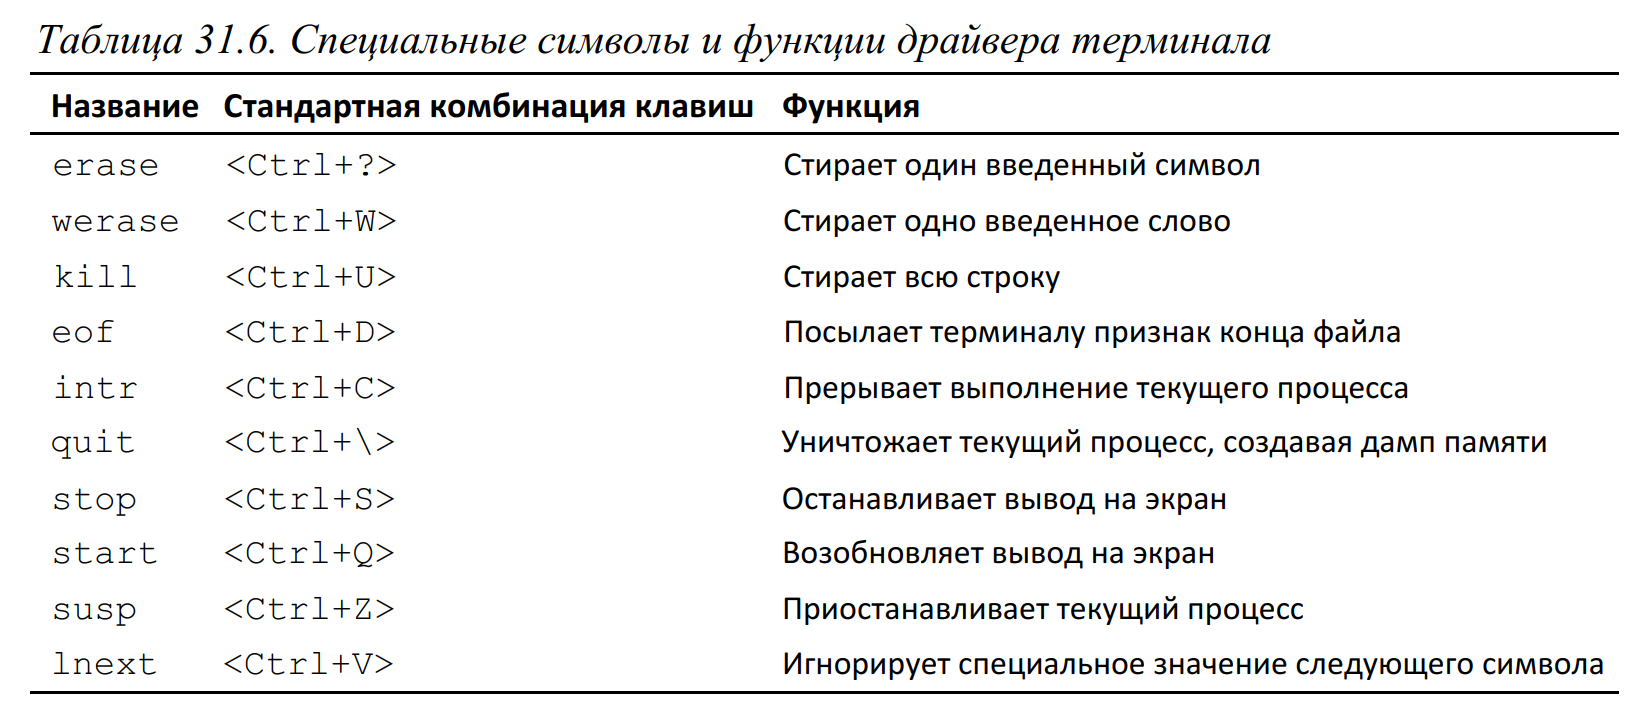 Таблица 31.6. Специальные символы и функции драйвера терминала
Название Стандартная комбинация клавиш Функция
erase <Ctrl+?> Стирает один введенный символ
werase <Ctrl+W> Стирает одно введенное слово
kill <Ctrl+U> Стирает всю строку
eof <Ctrl+D> Посылает терминалу признак конца файла
intr <Ctrl+C> Прерывает выполнение текущего процесса
quit <Ctrl+\> Уничтожает текущий процесс, создавая дамп памяти
stop <Ctrl+S> Останавливает вывод на экран
start <Ctrl+Q> Возобновляет вывод на экран
susp <Ctrl+Z> Приостанавливает текущий процесс
lnext <Ctrl+V> Игнорирует специальное значение следующего символа